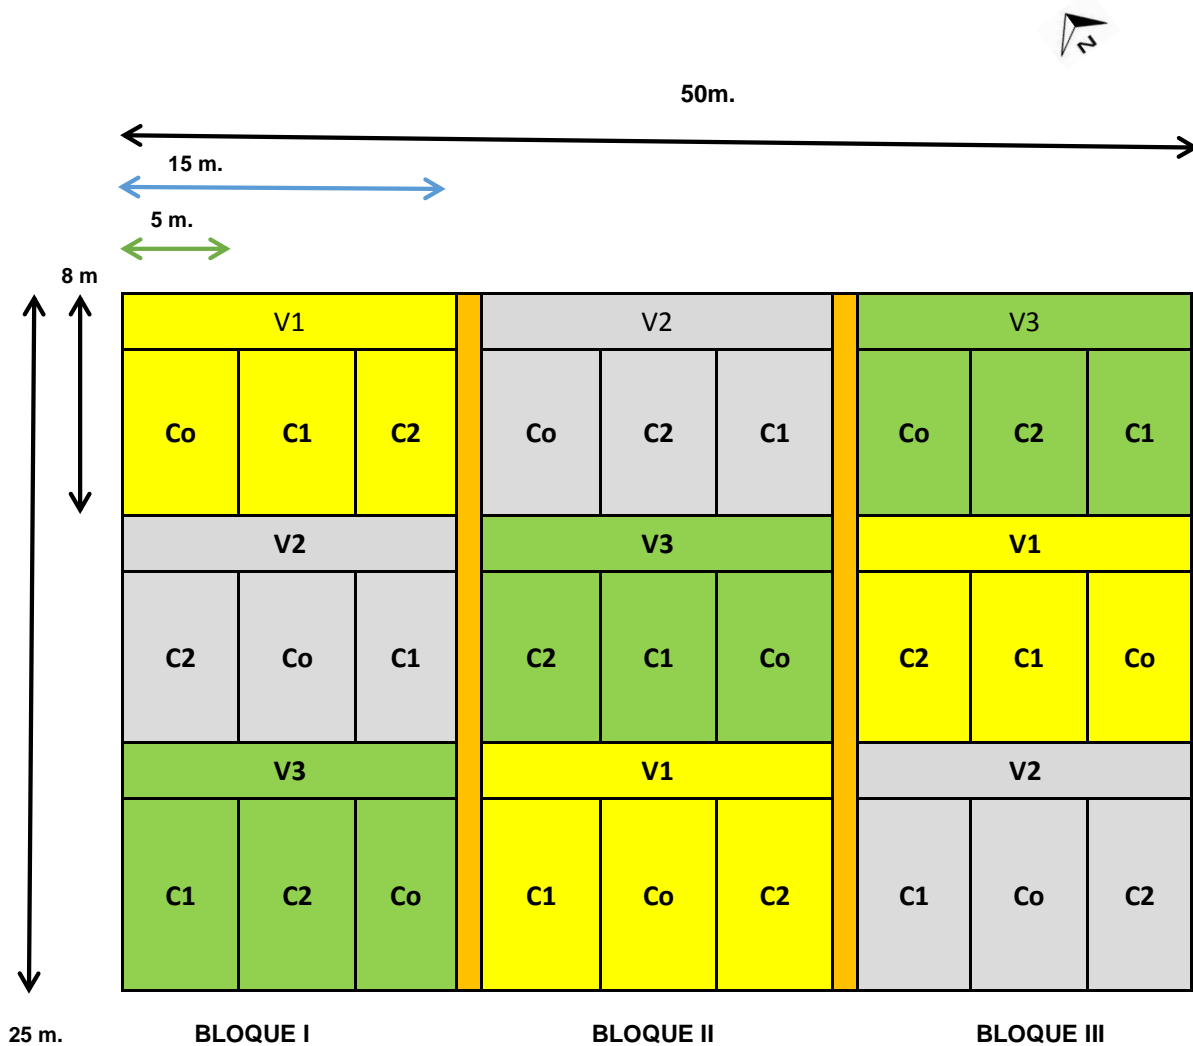 N
50m.
15 m.
5 m.
8 m
V1 V2 V3
Co C1 C2 Co C2 C1 Co C2 C1
V2 V3 V1
C2 Co C1 C2 C1 Co C2 C1 Co
V3 V1 V2
C1 C2 Co C1 Co C2 C1 Co C2
25 m. BLOQUE I BLOQUE II BLOQUE III